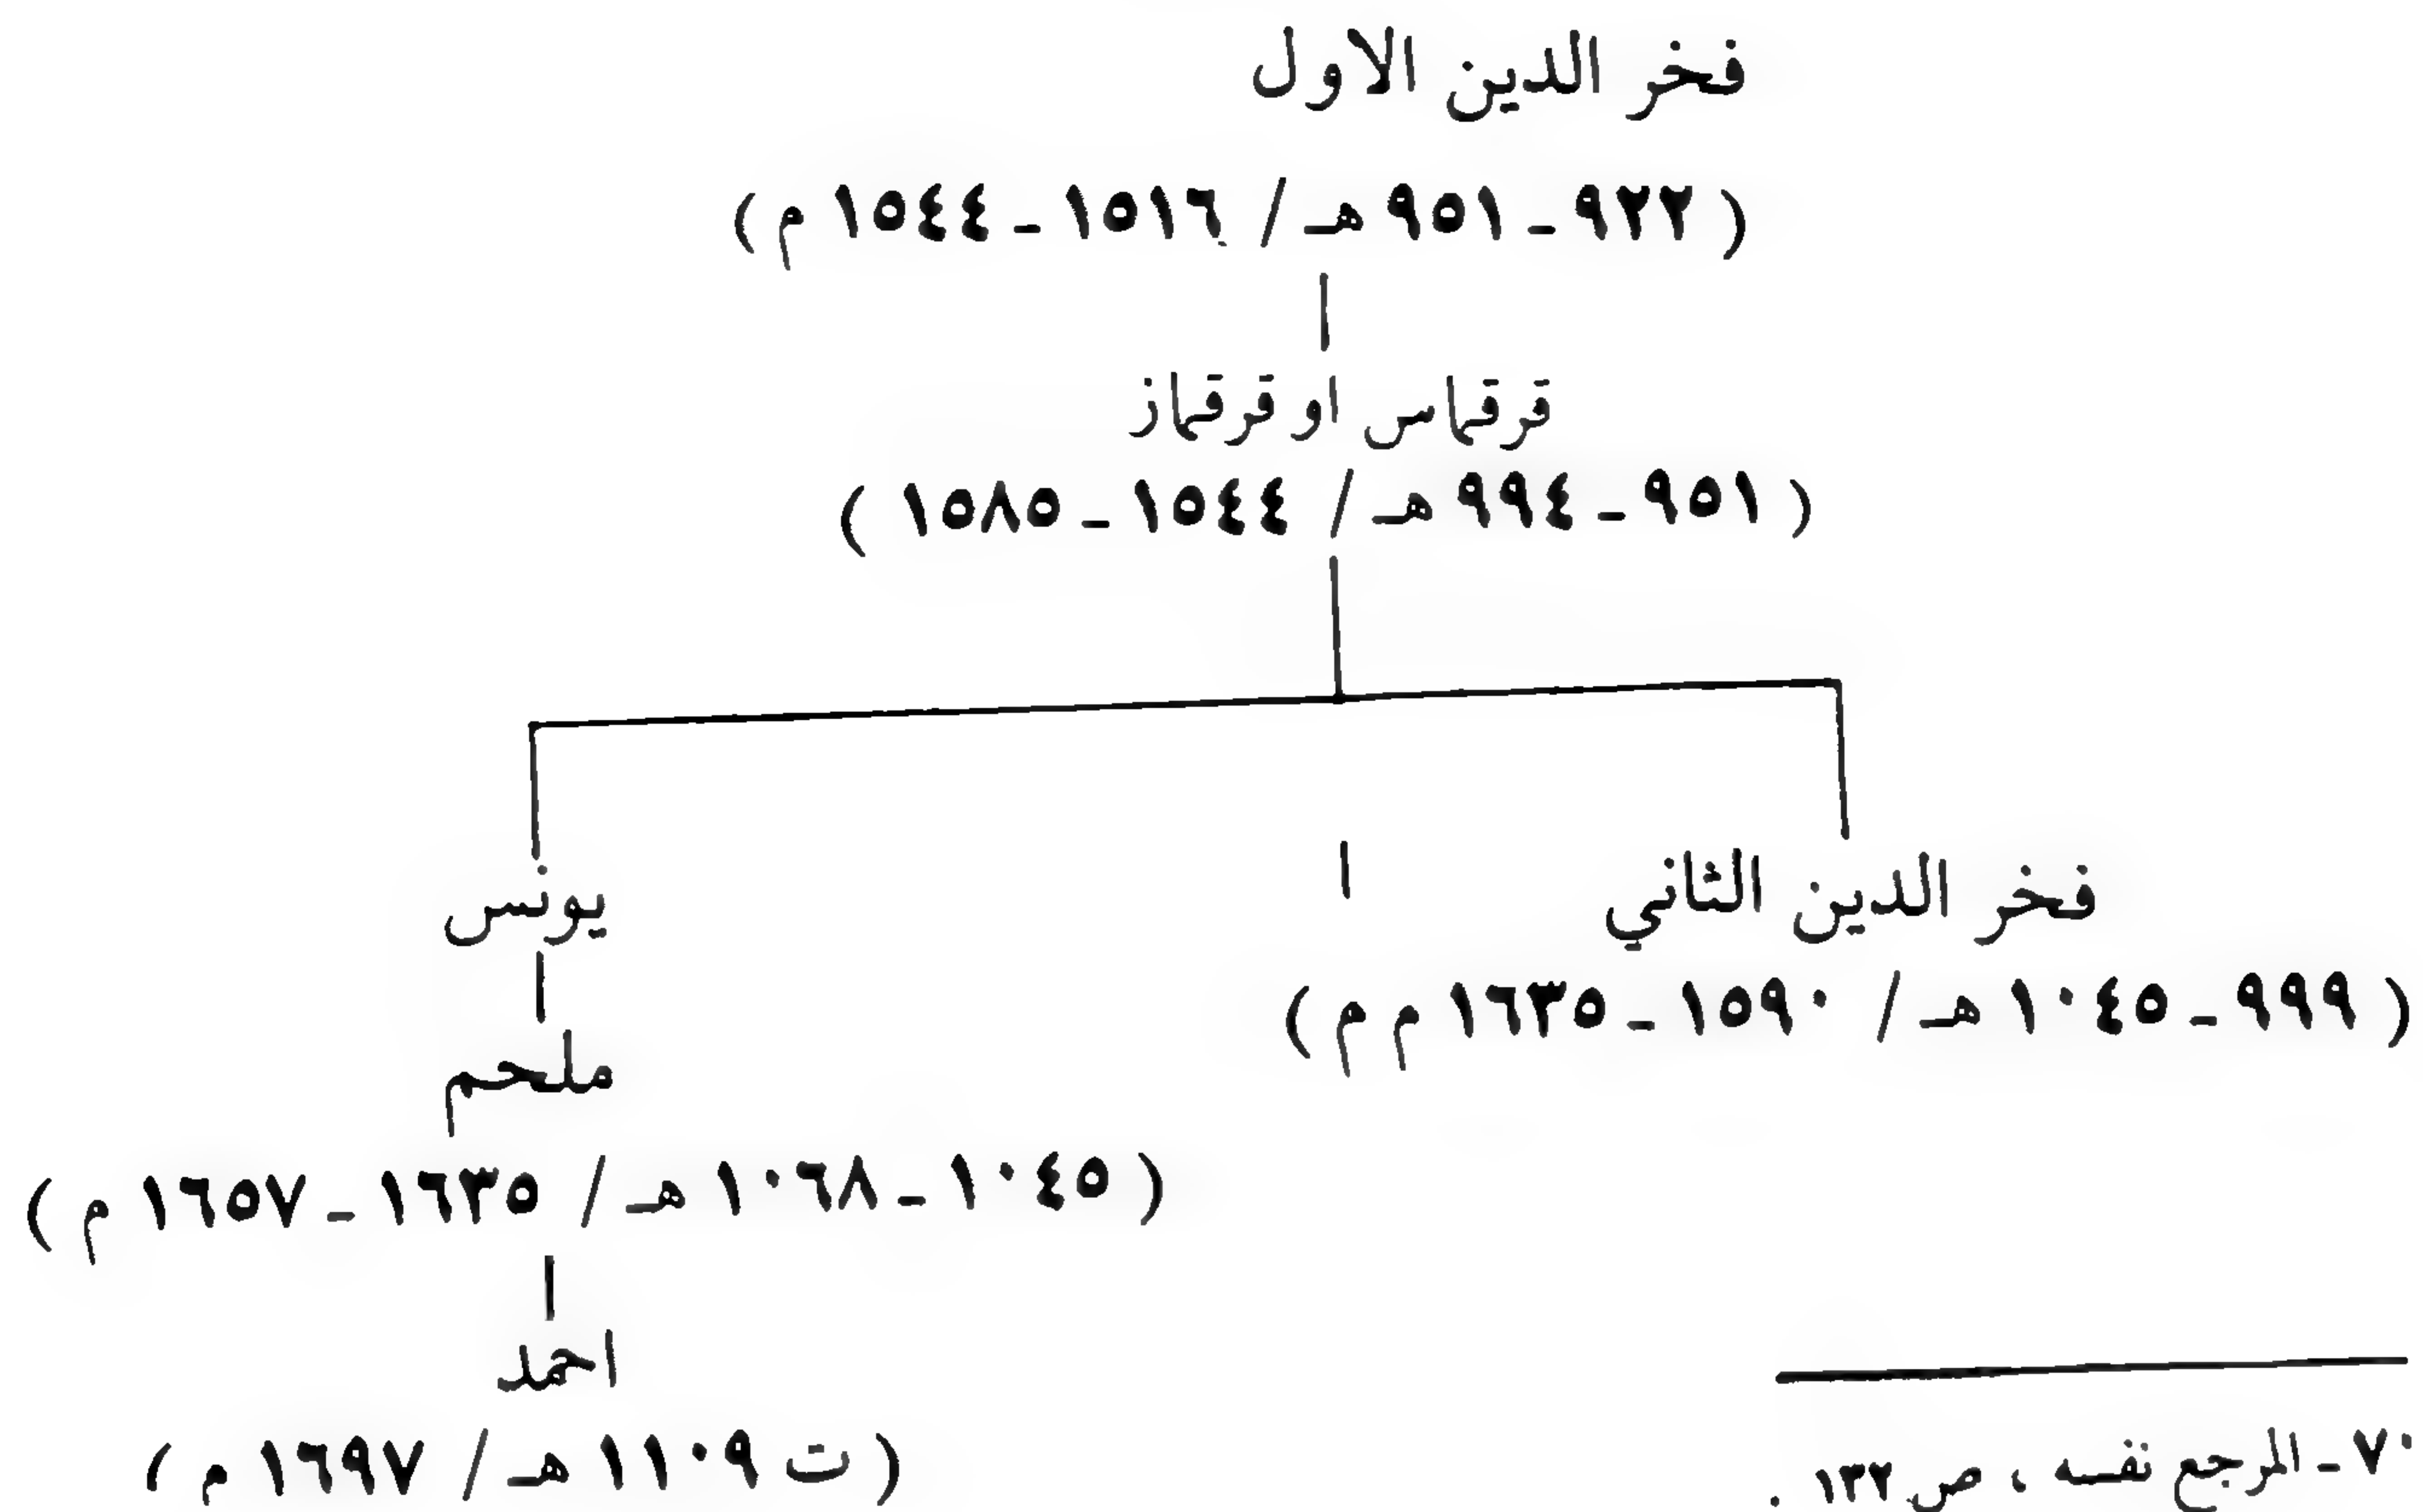 فخر الدين الاول
(٩٢٢ - ٩٥١ هـ / ١٥١٦ - ١٥٤٤ م)
قرقماس او قرقماز
(٩٥١ - ٩٩٤ هـ / ١٥٤٤ - ١٥٨٥)
فخر الدين الثاني
(٩٩٩ - ١٠٤٥ هـ / ١٥٩٠ - ١٦٣٥ م م)
يونس
ملحم
(١٠٤٥ - ١٠٦٨ هـ / ١٦٣٥ - ١٦٥٧ م)
احمد
(ت ١١٠٩ هـ / ١٦٩٧ م)
٧٠ - المرجع نفسه ، ص ١٣٢ .